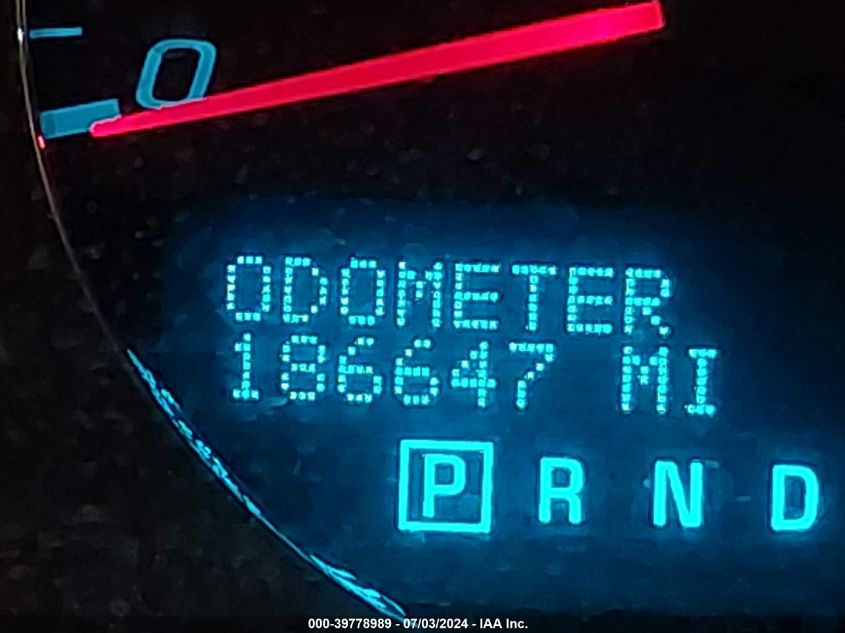 0
ODOMETER
186647 MI
P R N D
000-39778989 - 07/03/2024 - IAA Inc.